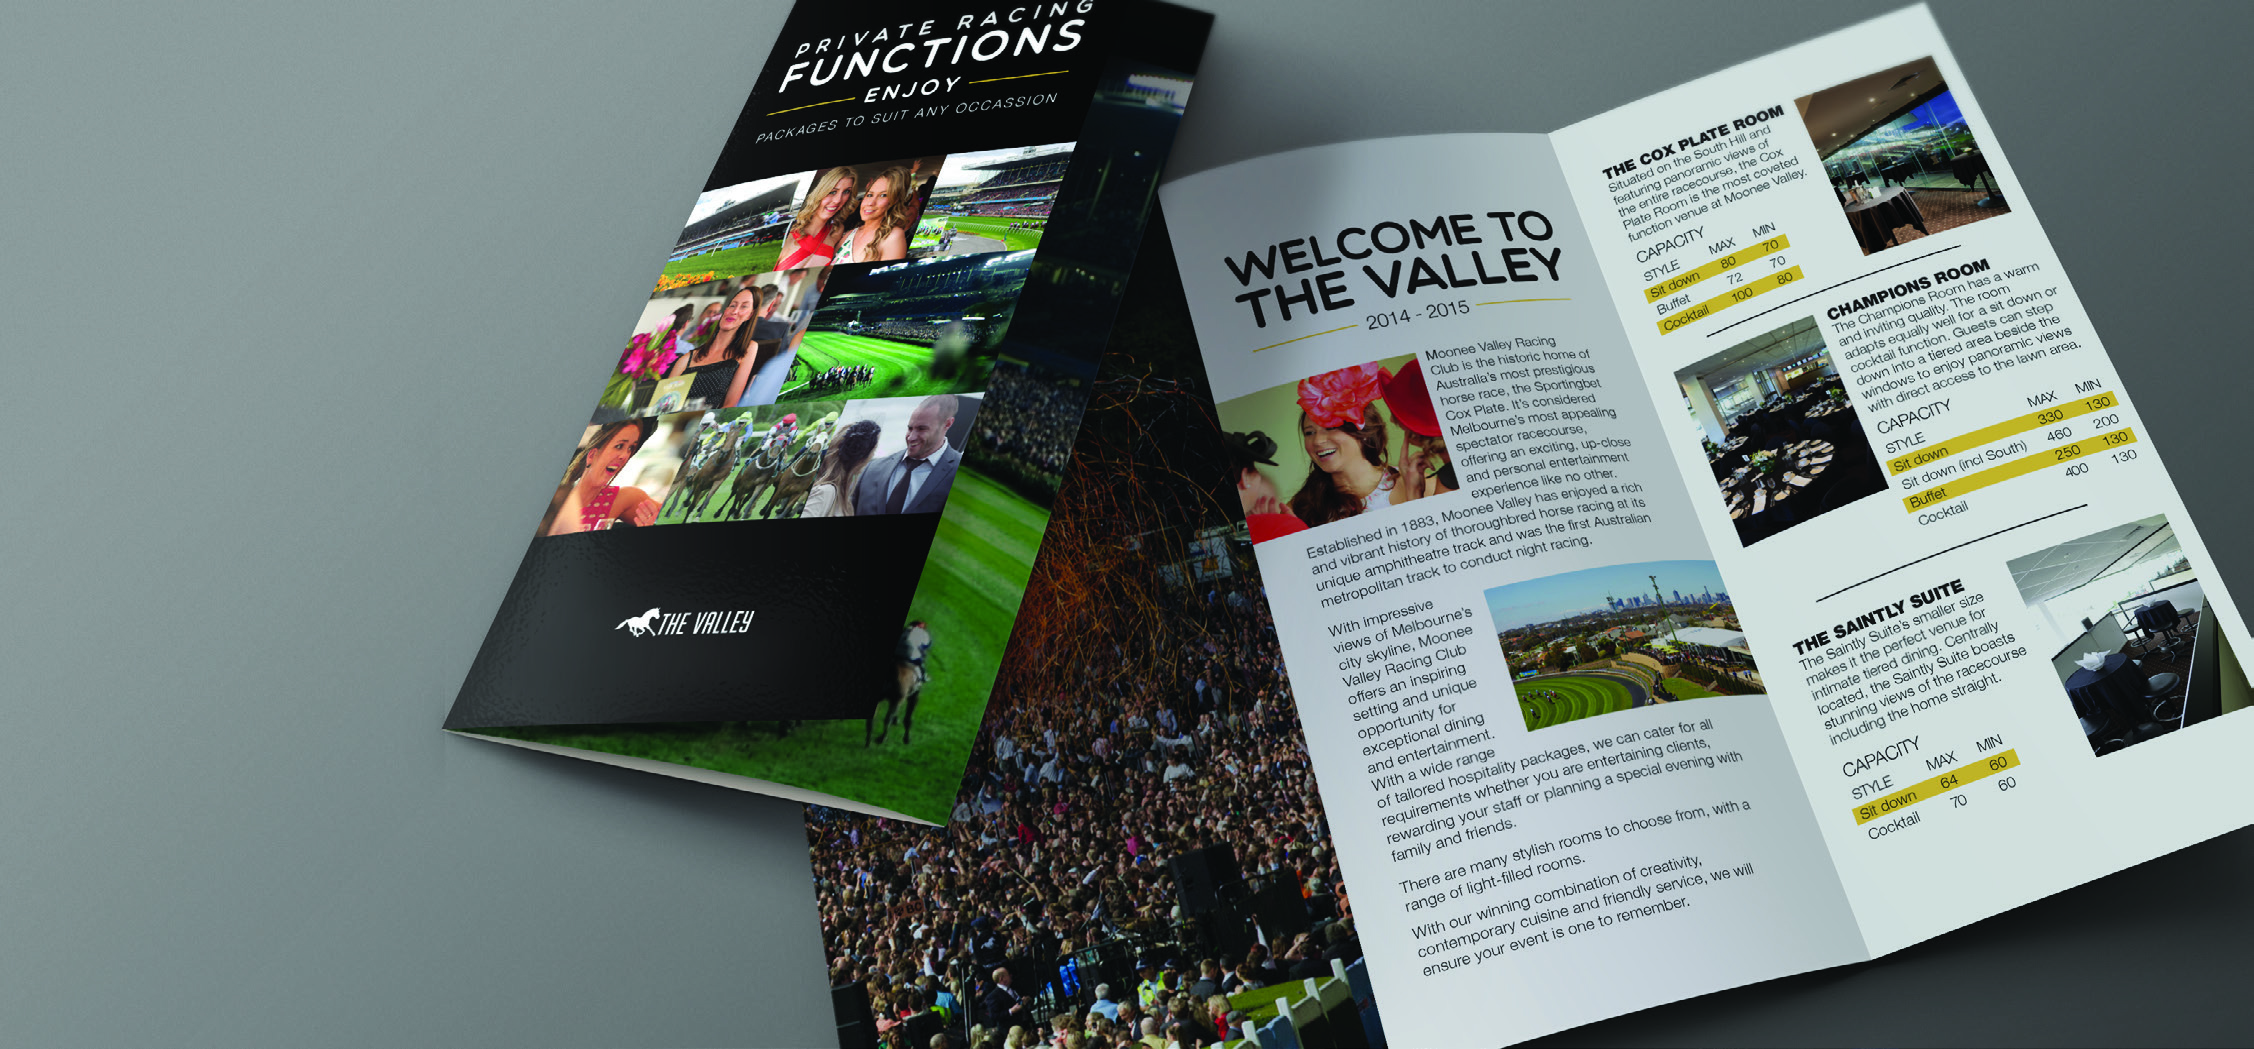 PRIVATE RACING
FUNCTIONS
ENJOY
PACKAGES TO SUIT ANY OCCASSION
THE VALLEY
WELCOME TO
THE VALLEY
2014 - 2015
Moonee Valley Racing
Club is the historic home of
Australia's most prestigious
horse race, the Sportingbet
Cox Plate. It's considered
Melbourne's most appealing
spectator racecourse,
offering an exciting, up-close
and personal entertainment
experience like no other.
Established in 1883, Moonee Valley has enjoyed a rich
and vibrant history of thoroughbred horse racing at its
unique amphitheatre track and was the first Australian
metropolitan track to conduct night racing.
With impressive
views of Melbourne's
city skyline, Moonee
Valley Racing Club
offers an inspiring
setting and unique
opportunity for
exceptional dining
and entertainment.
With a wide range
of tailored hospitality packages, we can cater for all
requirements whether you are entertaining clients,
rewarding your staff or planning a special evening with
family and friends.
There are many stylish rooms to choose from, with a
range of light-filled rooms.
With our winning combination of creativity,
contemporary cuisine and friendly service, we will
ensure your event is one to remember.
THE COX PLATE ROOM
Situated on the South Hill and
featuring panoramic views of
the entire racecourse, the Cox
Plate Room is the most coveted
function venue at Moonee Valley.
CAPACITY
STYLE MAX MIN
Sit down 80 70
Buffet 72 70
Cocktail 100 80
CHAMPIONS ROOM
The Champions Room has a warm
and inviting quality. The room
adapts equally well for a sit down or
cocktail function. Guests can step
down into a tiered area beside the
windows to enjoy panoramic views
with direct access to the lawn area.
CAPACITY
STYLE MAX MIN
Sit down 330 130
Sit down (incl South) 460 200
Buffet 250 130
Cocktail 400 130
THE SAINTLY SUITE
The Saintly Suite's smaller size
makes it the perfect venue for
intimate tiered dining. Centrally
located, the Saintly Suite boasts
stunning views of the racecourse
including the home straight.
CAPACITY
STYLE MAX MIN
Sit down 64 60
Cocktail 70 60